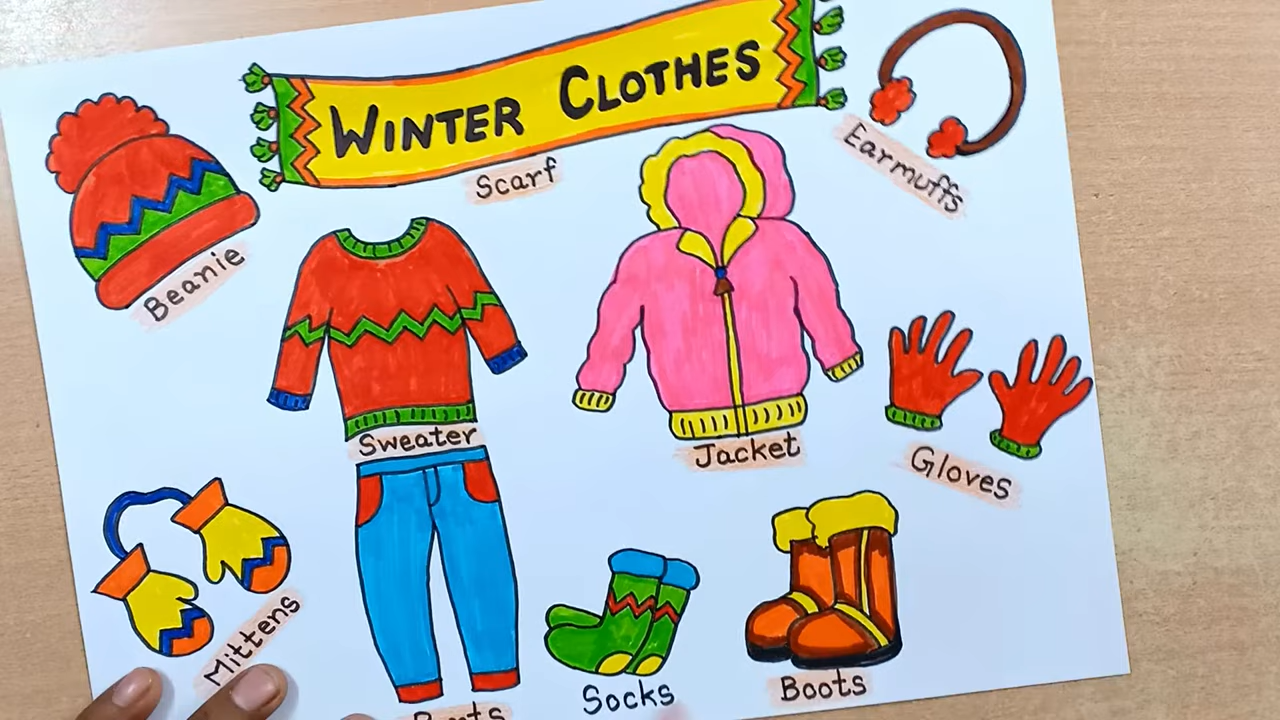 WINTER CLOTHES
Scarf
Earmuffs
Beanie
Sweater
Jacket
Gloves
Mittens
Socks
Boots